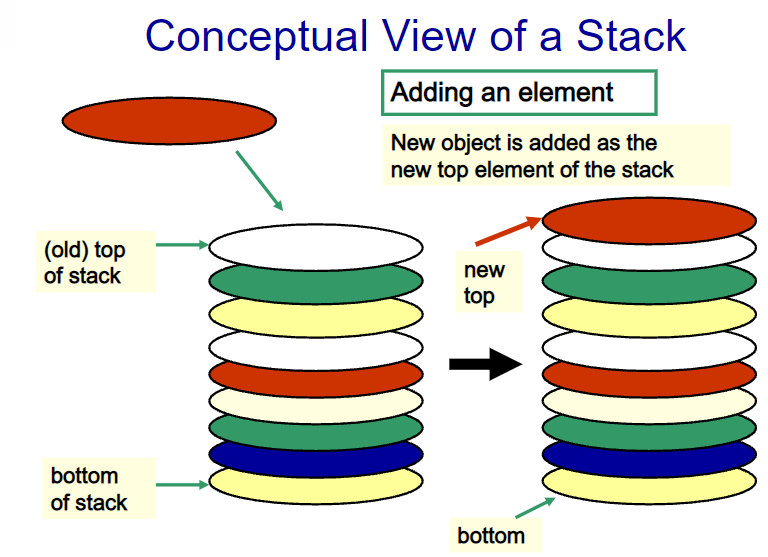 Conceptual View of a Stack
Adding an element
New object is added as the
new top element of the stack
(old) top
of stack
new
top
bottom
of stack
bottom